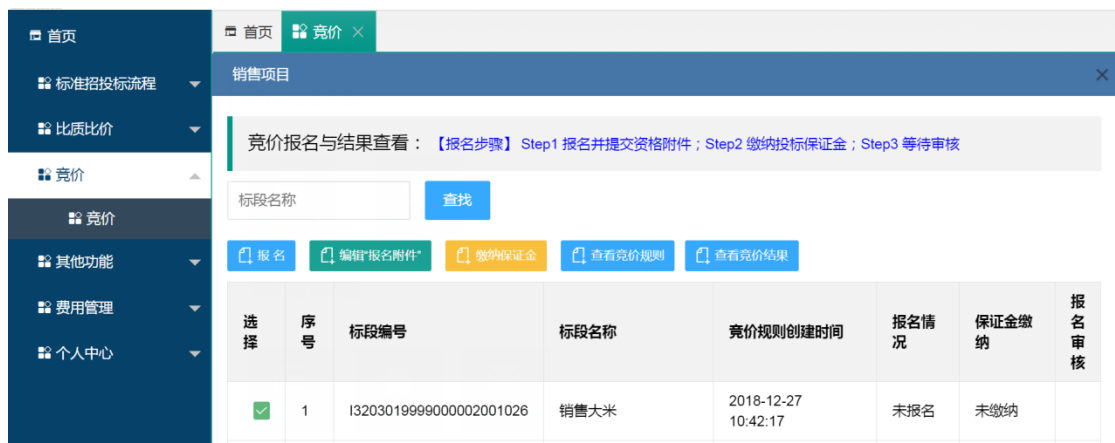 首页
标准招投标流程
比质比价
竞价
竞价
其他功能
费用管理
个人中心
首页 竞价
销售项目
竞价报名与结果查看： 【报名步骤】 Step1 报名并提交资格附件；Step2 缴纳投标保证金；Step3 等待审核
标段名称 查找
报 名 编辑"报名附件" 缴纳保证金 查看竞价规则 查看竞价结果
选择 序号 标段编号 标段名称 竞价规则创建时间 报名情况 保证金缴纳 报名审核
1 I3203019999000002001026 销售大米 2018-12-27 10:42:17 未报名 未缴纳